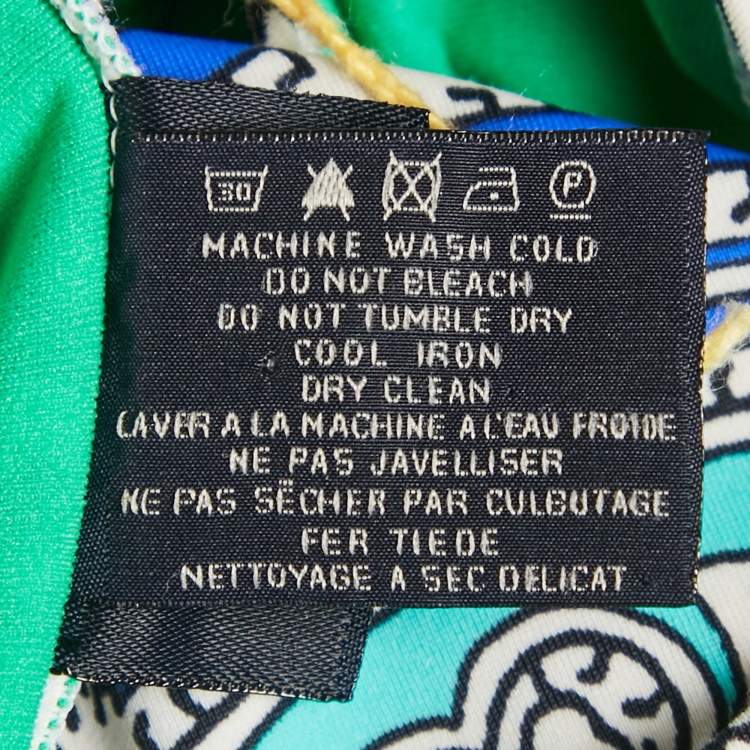 30
P
MACHINE WASH COLD
DO NOT BLEACH
DO NOT TUMBLE DRY
COOL IRON
DRY CLEAN
LAVER A LA MACHINE A L'EAU FROIDE
NE PAS JAVELLISER
NE PAS SËCHER PAR CULBUTAGE
FER TIEDE
NETTOYAGE A SEC DELICAT